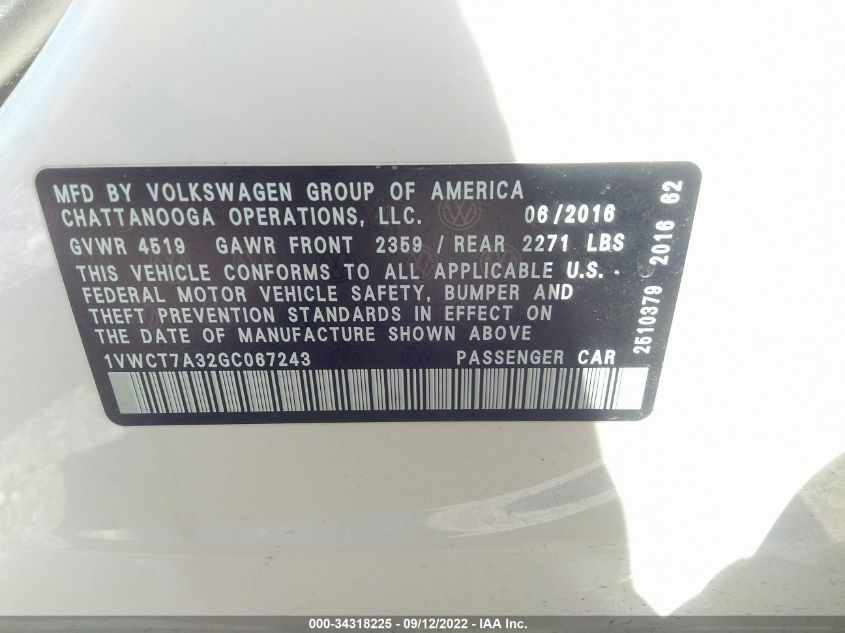 MFD BY VOLKSWAGEN GROUP OF AMERICA
CHATTANOOGA OPERATIONS, LLC. 06/2016
GVWR 4519 GAWR FRONT 2359 / REAR 2271 LBS
THIS VEHICLE CONFORMS TO ALL APPLICABLE U.S.
FEDERAL MOTOR VEHICLE SAFETY, BUMPER AND
THEFT PREVENTION STANDARDS IN EFFECT ON
THE DATE OF MANUFACTURE SHOWN ABOVE
1VWCT7A32GC067243 PASSENGER CAR
2510379 2016 62
000-34318225 - 09/12/2022 - IAA Inc.